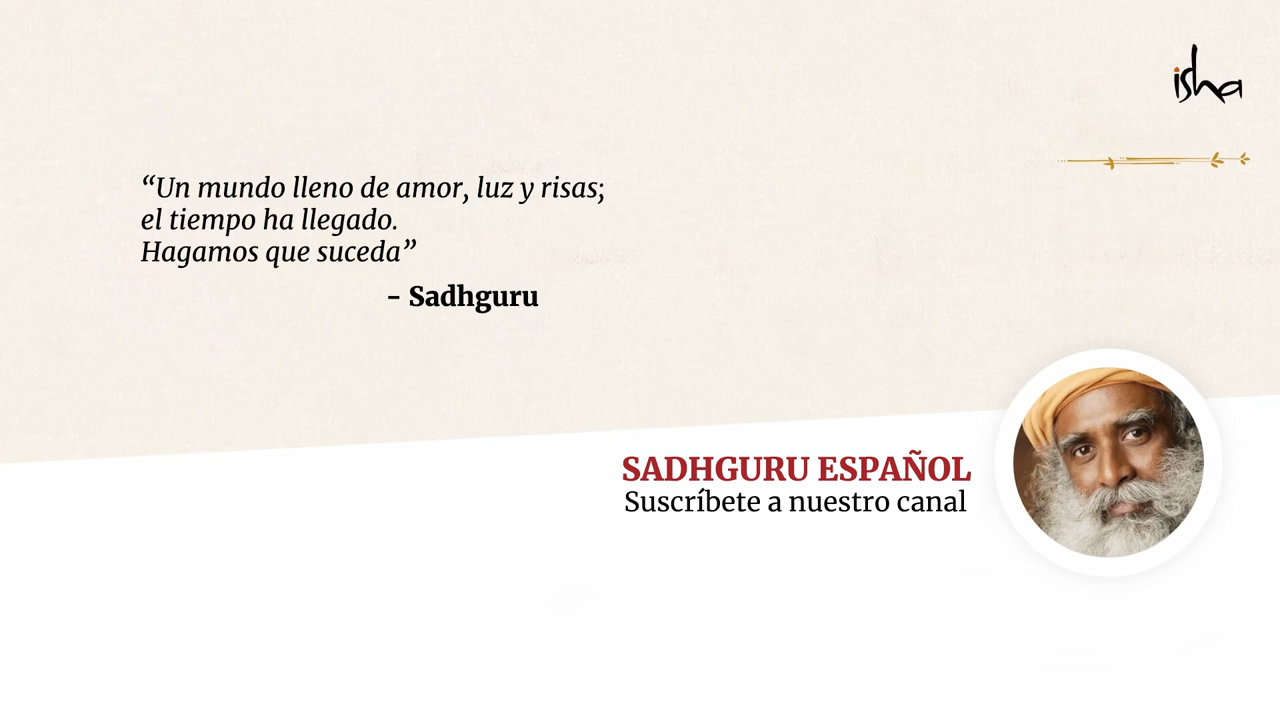 isha
“Un mundo lleno de amor, luz y risas;
el tiempo ha llegado.
Hagamos que suceda”
- Sadhguru
SADHGURU ESPAÑOL
Suscríbete a nuestro canal